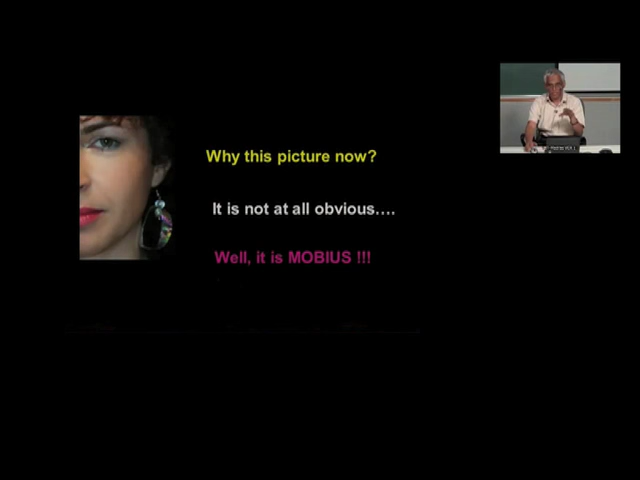 Why this picture now?
It is not at all obvious....
Well, it is MOBIUS !!!